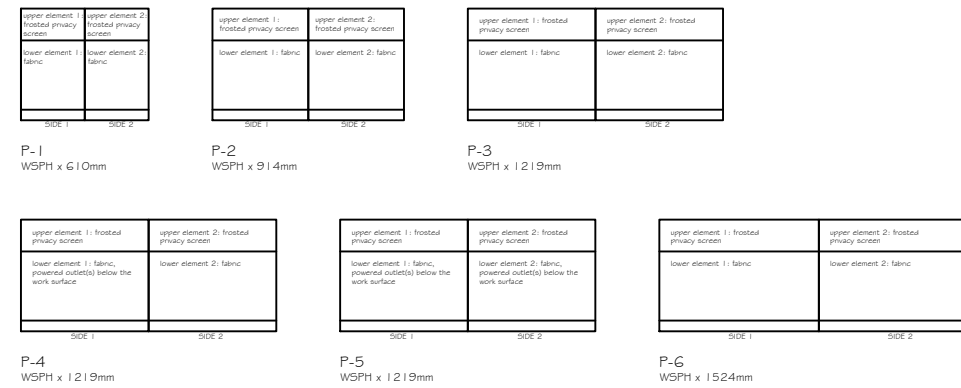 upper element 1:
frosted privacy
screen
upper element 2:
frosted privacy
screen
lower element 1:
fabric
lower element 2:
fabric
SIDE 1
SIDE 2
P-1
WSPH x 610mm
upper element 1:
frosted privacy screen
upper element 2:
frosted privacy screen
lower element 1: fabric
lower element 2: fabric
SIDE 1
SIDE 2
P-2
WSPH x 914mm
upper element 1: frosted
privacy screen
upper element 2: frosted
privacy screen
lower element 1: fabric
lower element 2: fabric
SIDE 1
SIDE 2
P-3
WSPH x 1219mm
upper element 1: frosted
privacy screen
upper element 2: frosted
privacy screen
lower element 1: fabric,
powered outlet(s) below the
work surface
lower element 2: fabric
SIDE 1
SIDE 2
P-4
WSPH x 1219mm
upper element 1: frosted
privacy screen
upper element 2: frosted
privacy screen
lower element 1: fabric,
powered outlet(s) below the
work surface
lower element 2: fabric,
powered outlet(s) below the
work surface
SIDE 1
SIDE 2
P-5
WSPH x 1219mm
upper element 1: frosted
privacy screen
upper element 2: frosted
privacy screen
lower element 1: fabric
lower element 2: fabric
SIDE 1
SIDE 2
P-6
WSPH x 1524mm